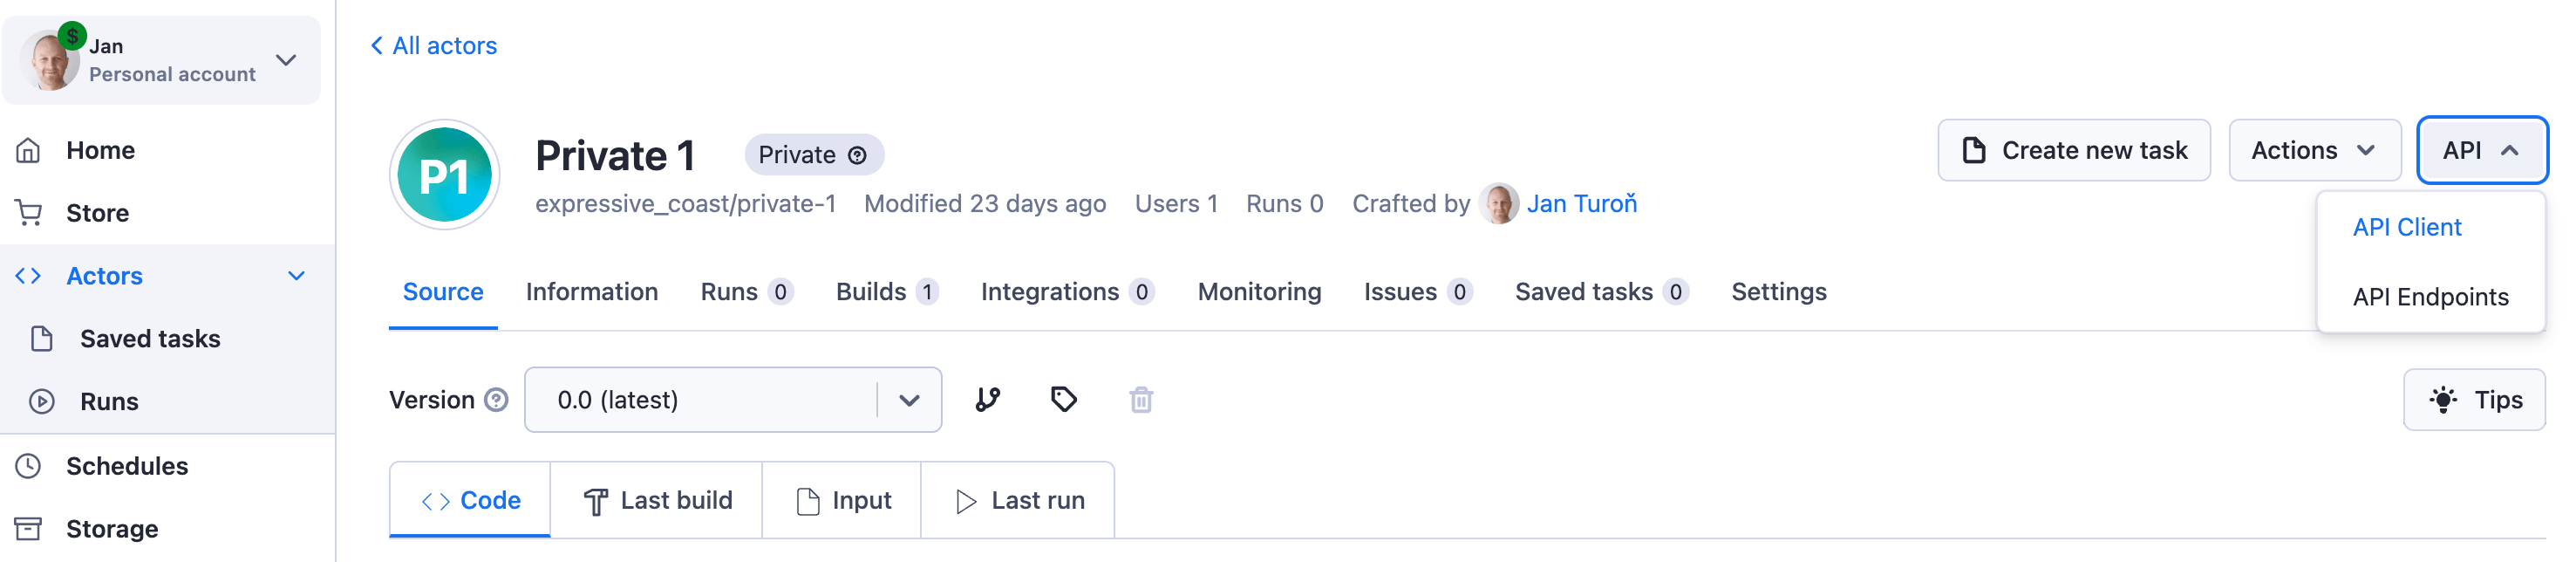 $
Jan
Personal account
Home
Store
Actors
Saved tasks
Runs
Schedules
Storage
All actors
P1
Private 1 Private
expressive_coast/private-1 Modified 23 days ago Users 1 Runs 0 Crafted by Jan Turoň
Create new task Actions API
API Client
API Endpoints
Source Information Runs 0 Builds 1 Integrations 0 Monitoring Issues 0 Saved tasks 0 Settings
Version 0.0 (latest) Tips
Code Last build Input Last run